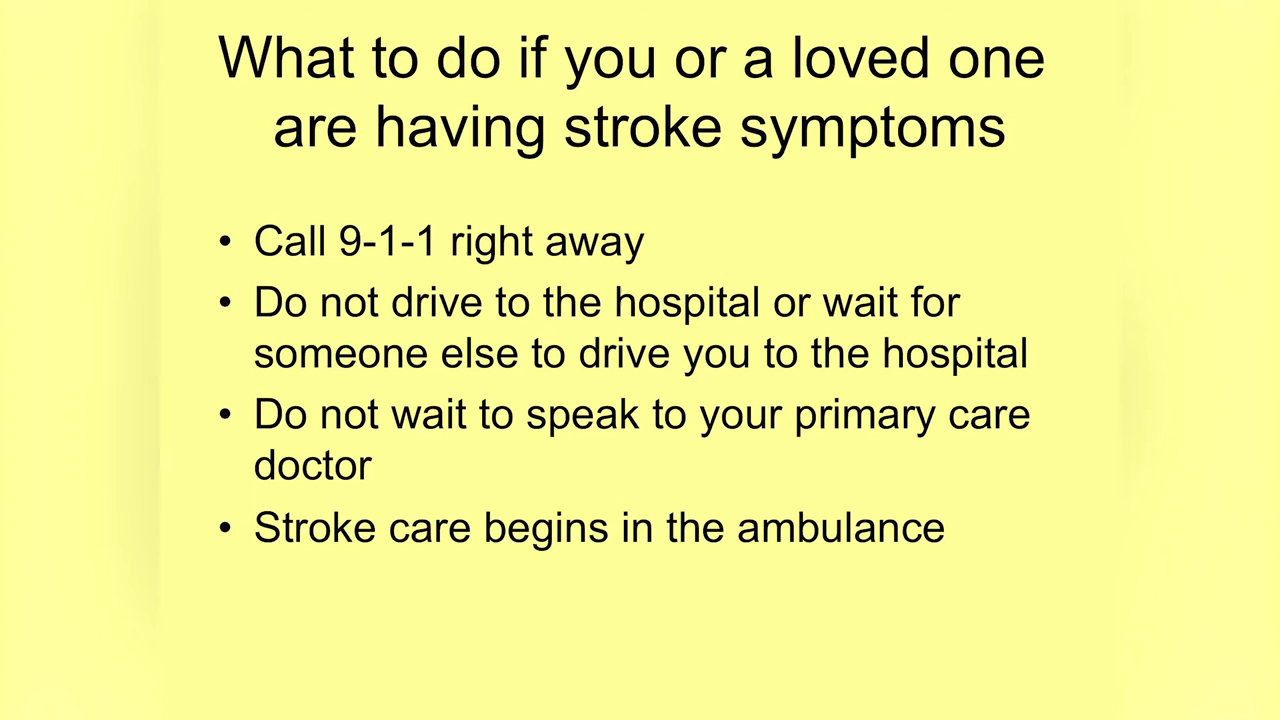 What to do if you or a loved one
are having stroke symptoms
• Call 9-1-1 right away
• Do not drive to the hospital or wait for
someone else to drive you to the hospital
• Do not wait to speak to your primary care
doctor
• Stroke care begins in the ambulance